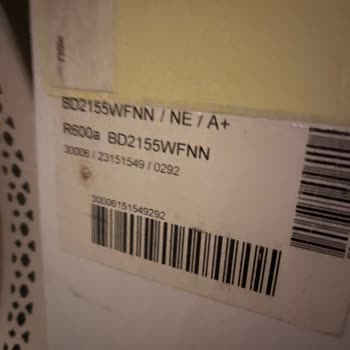 BD2155WFNN / NE / A+
R600a BD2155WFNN
30006 / 23151549 / 0292
30006151549292